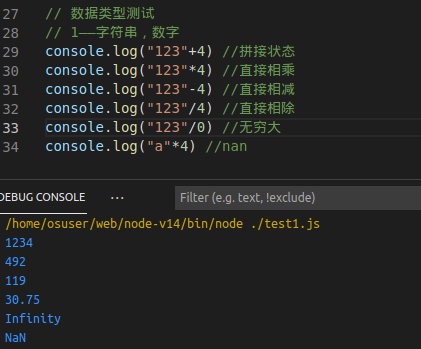 27 // 数据类型测试
28 // 1——字符串，数字
29 console.log("123"+4) //拼接状态
30 console.log("123"*4) //直接相乘
31 console.log("123"-4) //直接相减
32 console.log("123"/4) //直接相除
33 console.log("123"/0) //无穷大
34 console.log("a"*4) //nan
DEBUG CONSOLE ··· Filter (e.g. text, !exclude)
/home/osuser/web/node-v14/bin/node ./test1.js
1234
492
119
30.75
Infinity
NaN